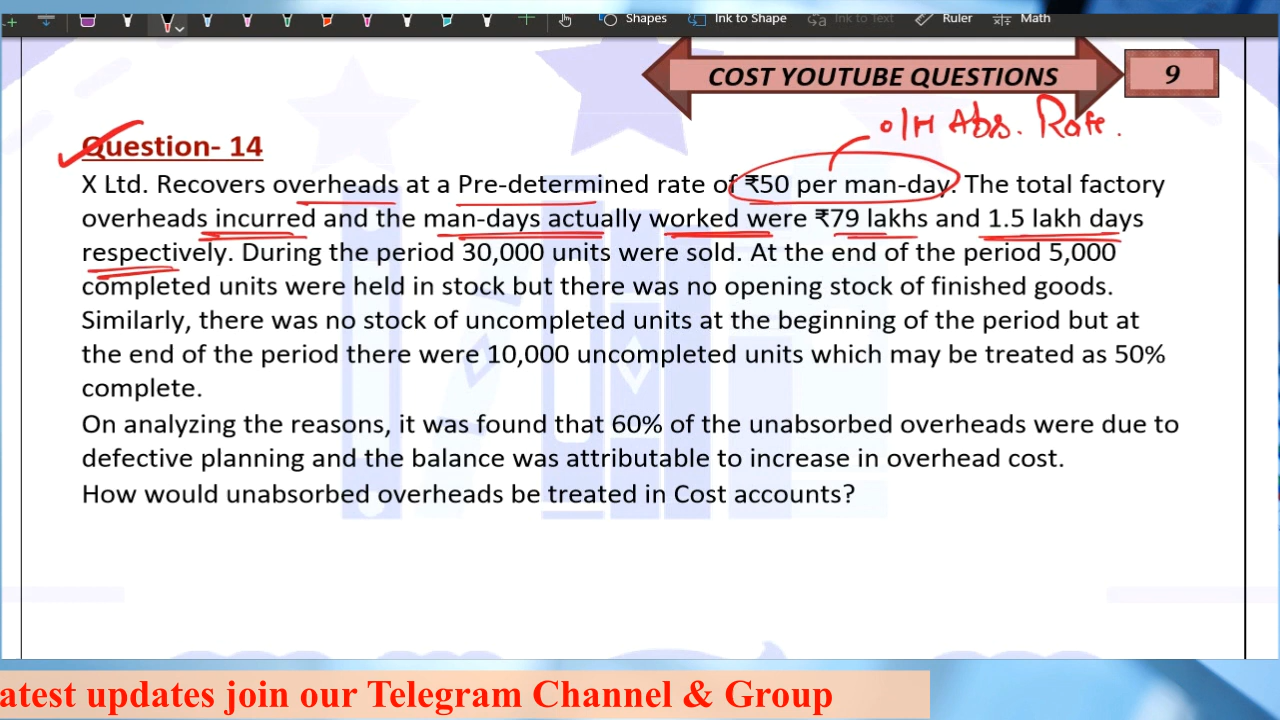 Shapes Ink to Shape Ink to Text Ruler Math
COST YOUTUBE QUESTIONS 9
O/H Abs. Rate.
Question- 14
X Ltd. Recovers overheads at a Pre-determined rate of ₹50 per man-day. The total factory
overheads incurred and the man-days actually worked were ₹79 lakhs and 1.5 lakh days
respectively. During the period 30,000 units were sold. At the end of the period 5,000
completed units were held in stock but there was no opening stock of finished goods.
Similarly, there was no stock of uncompleted units at the beginning of the period but at
the end of the period there were 10,000 uncompleted units which may be treated as 50%
complete.
On analyzing the reasons, it was found that 60% of the unabsorbed overheads were due to
defective planning and the balance was attributable to increase in overhead cost.
How would unabsorbed overheads be treated in Cost accounts?
atest updates join our Telegram Channel & Group